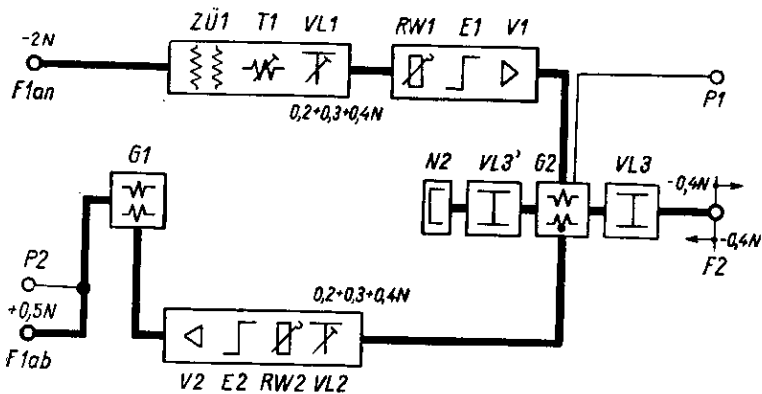 ZÜ1 T1 VL1
RW1 E1 V1
-2N
F1an
P1
0,2+0,3+0,4N
G1
N2 VL3' G2 VL3
-0,4N
-0,4N
F2
P2
+0,5N
F1ab
0,2+0,3+0,4N
V2 E2 RW2 VL2